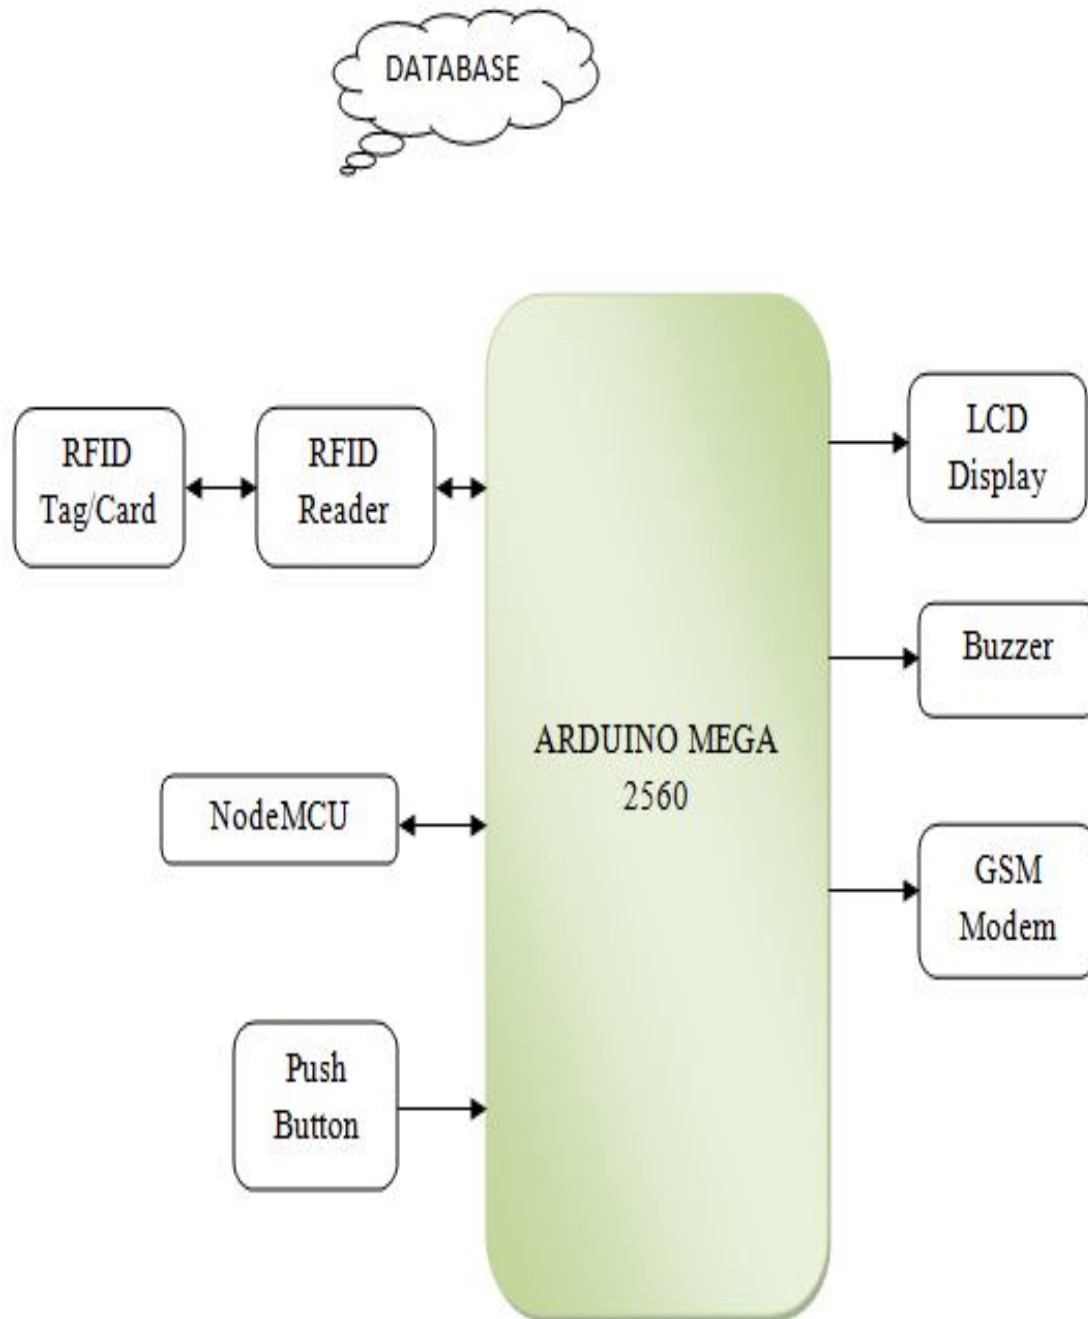 DATABASE
RFID
Tag/Card
RFID
Reader
LCD
Display
Buzzer
ARDUINO MEGA
2560
NodeMCU
GSM
Modem
Push
Button